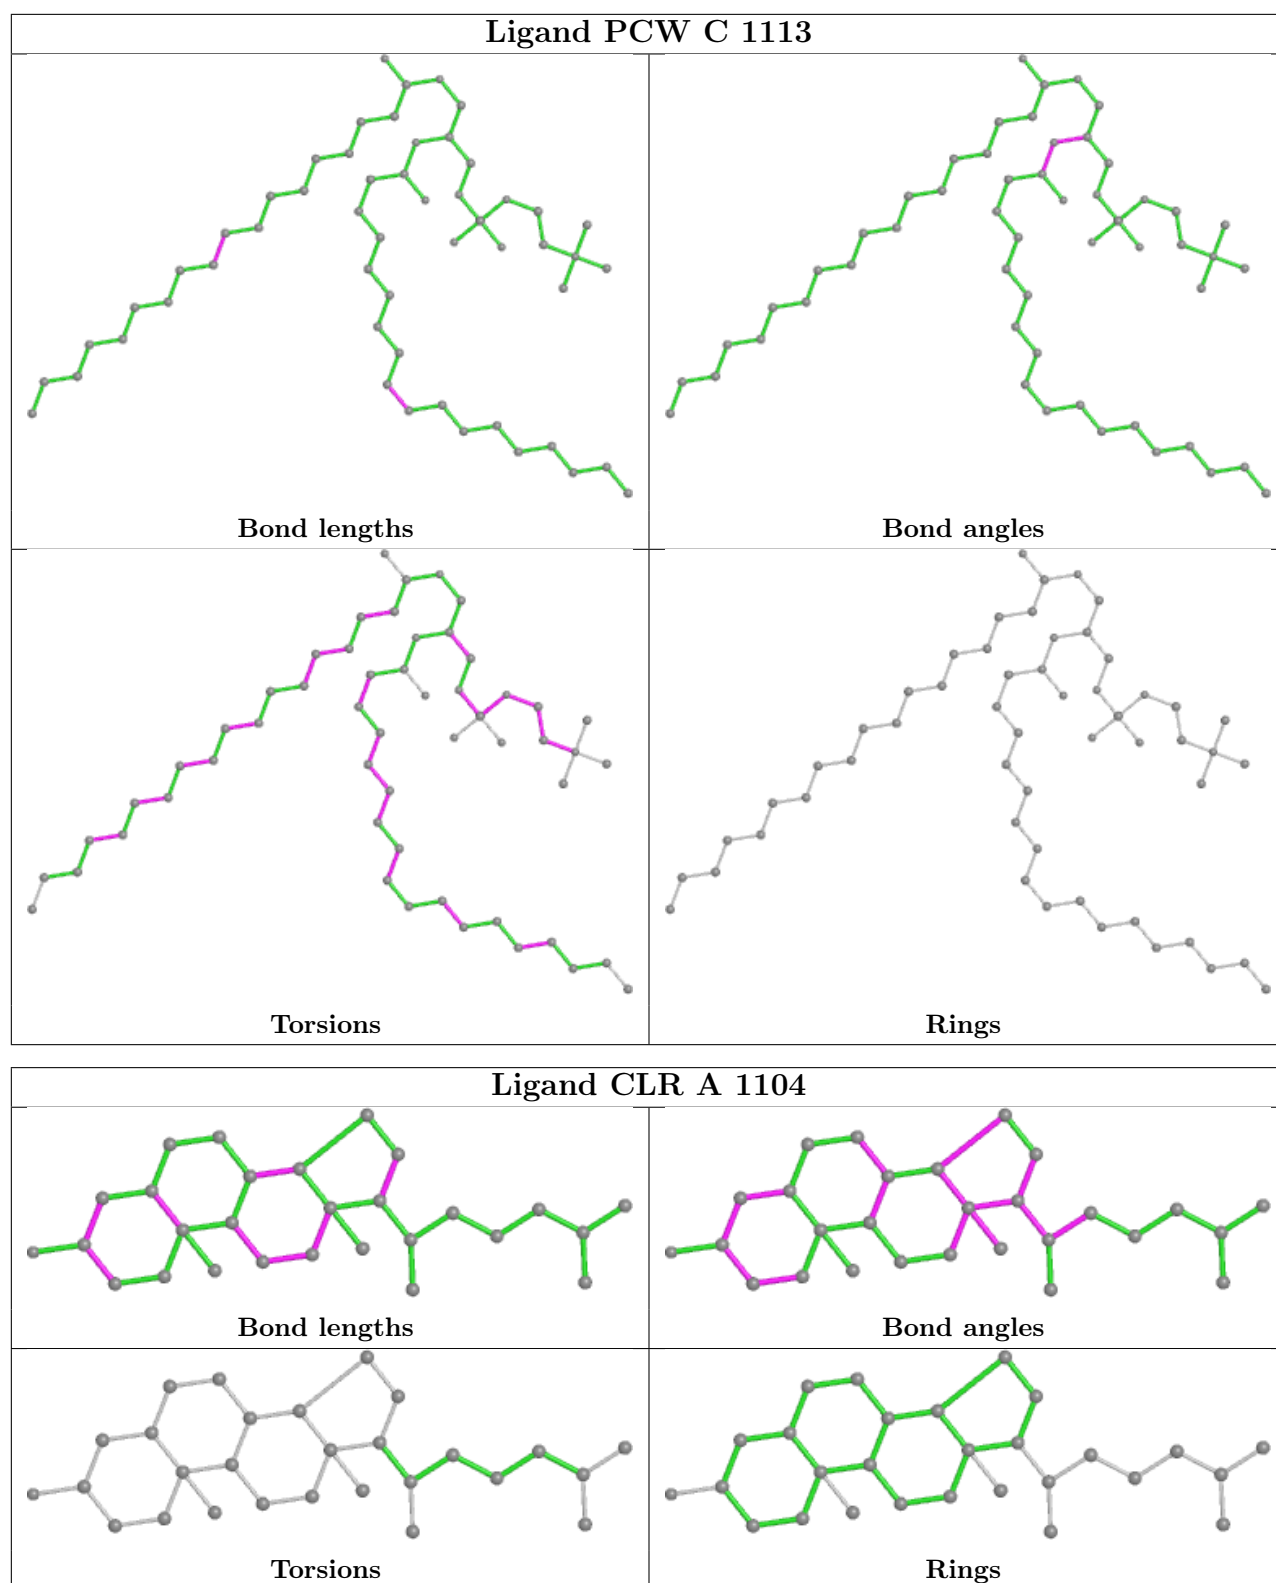 Ligand PCW C 1113
Bond lengths
Bond angles
Torsions
Rings
Ligand CLR A 1104
Bond lengths
Bond angles
Torsions
Rings